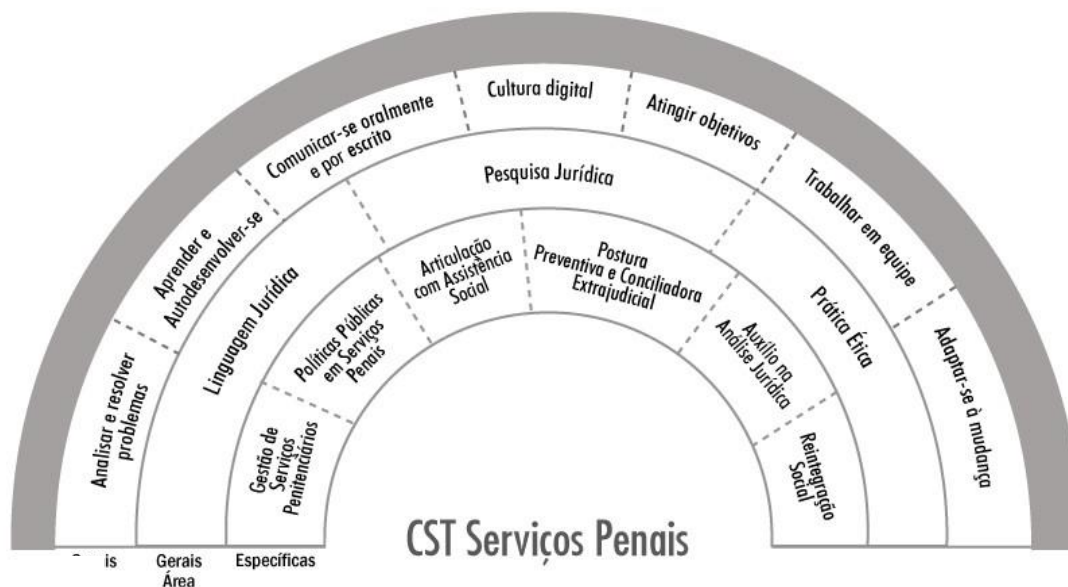 Analisar e resolver
problemas
Aprender e
Autodesenvolver-se
Comunicar-se oralmente
e por escrito
Cultura digital
Atingir objetivos
Trabalhar em equipe
Adaptar-se à mudança
Linguagem Jurídica
Pesquisa Jurídica
Prática Ética
Gestão de
Serviços
Penitenciários
Políticas Públicas
em Serviços
Penais
Articulação
com Assistência
Social
Postura
Preventiva e Conciliadora
Extrajudicial
Auxílio na
Análise Jurídica
Reintegração
Social
CST Serviços Penais
Gerais
Área
Específicas